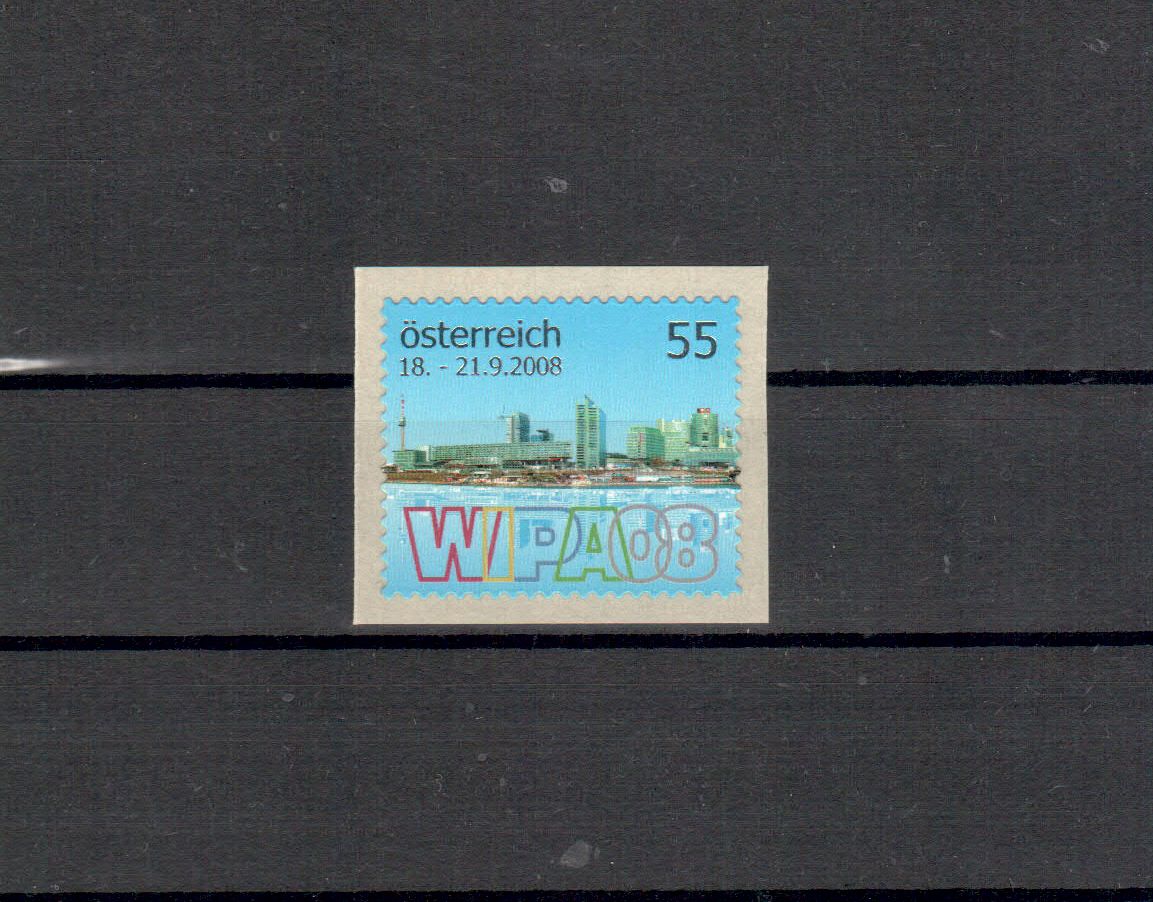 österreich
55
18. - 21.9.2008
WIPA08